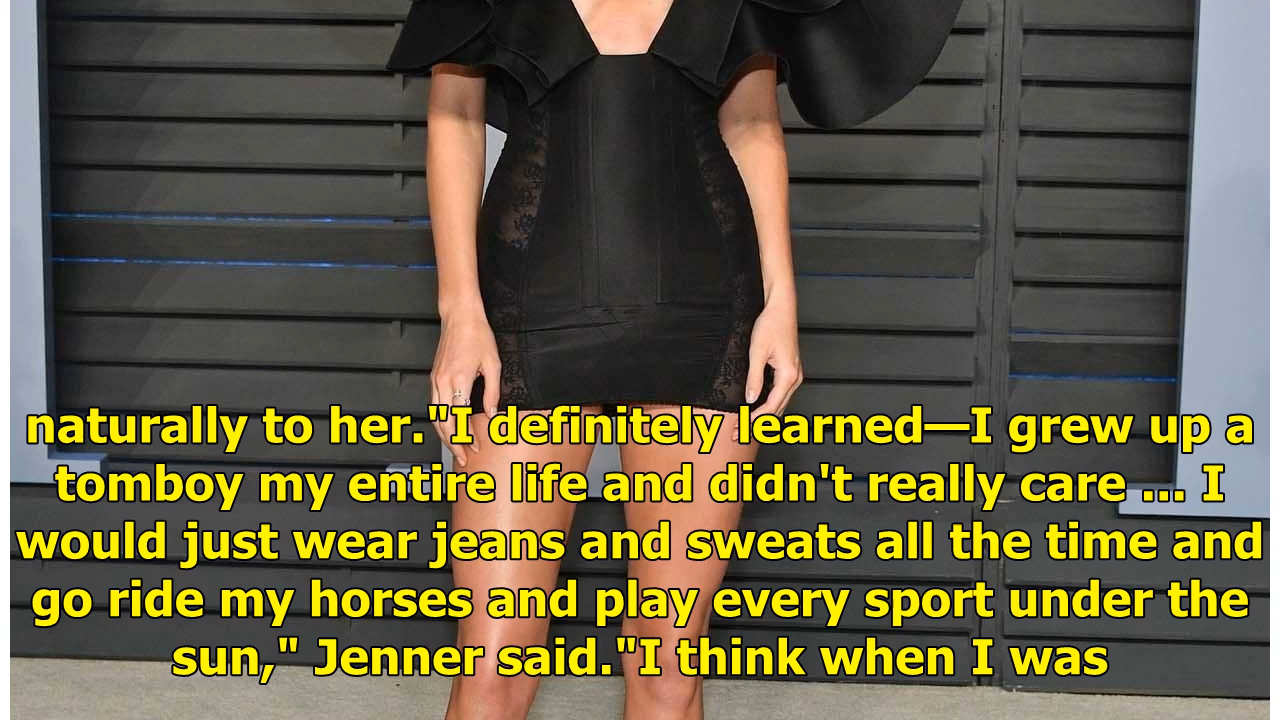 naturally to her."I definitely learned—I grew up a
tomboy my entire life and didn't really care ... I
would just wear jeans and sweats all the time and
go ride my horses and play every sport under the
sun," Jenner said."I think when I was